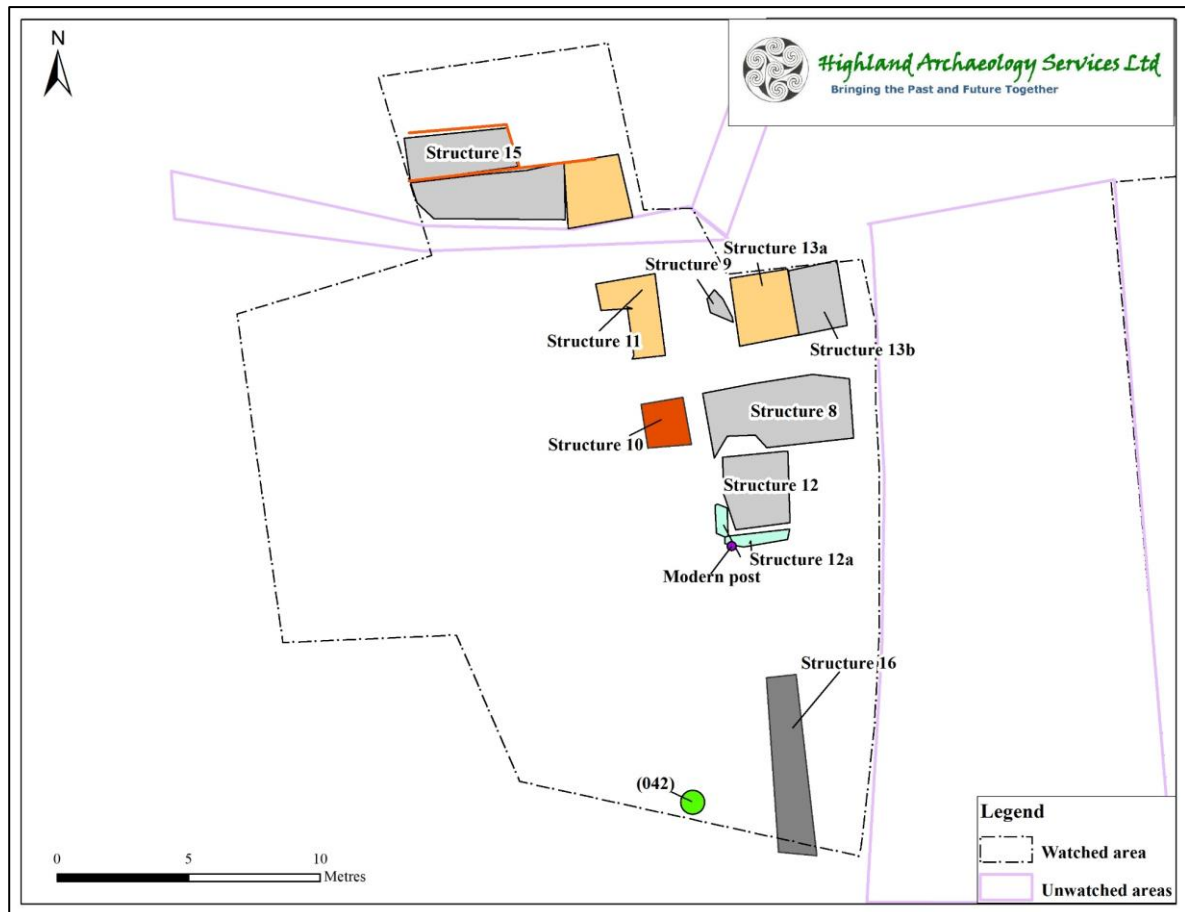 N
Highland Archaeology Services Ltd
Bringing the Past and Future Together
Structure 15
Structure 13a
Structure 9
Structure 11
Structure 13b
Structure 8
Structure 10
Structure 12
Structure 12a
Modern post
Structure 16
(042)
Legend
Watched area
Unwatched areas
0 5 10
Metres